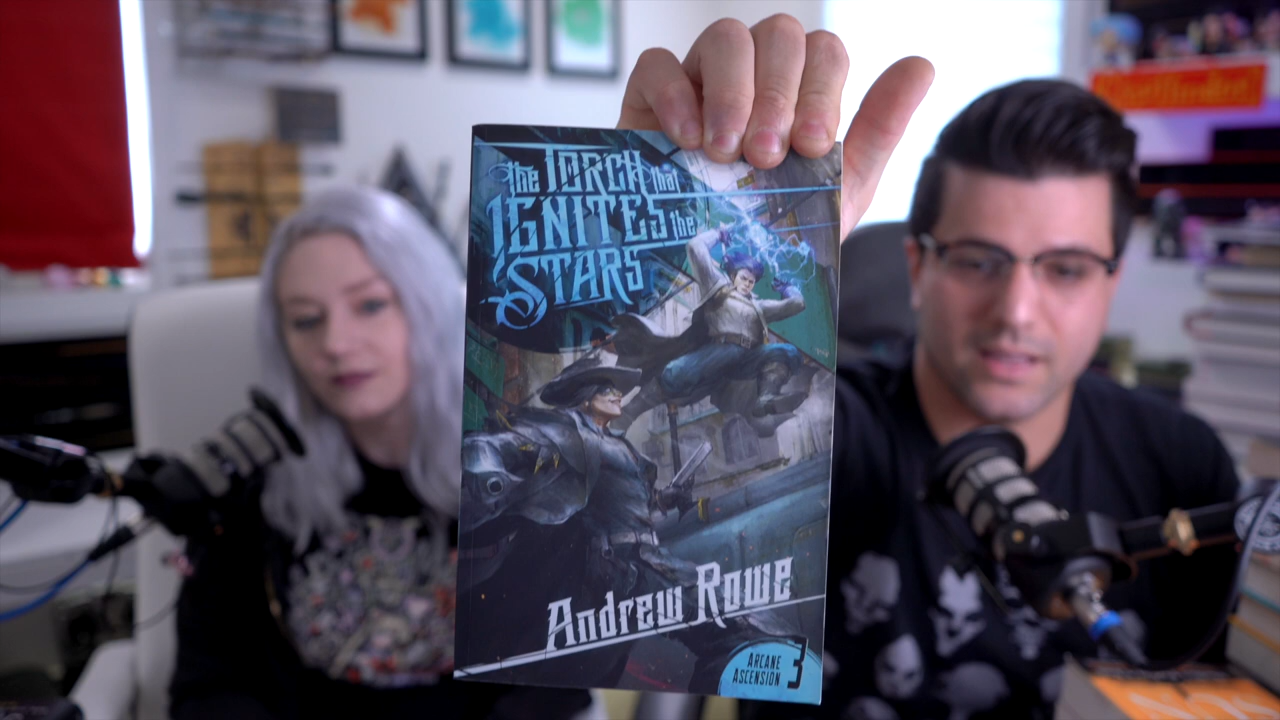 the TORCH that
IGNITES the
STARS
Andrew Rowe
ARCANE
ASCENSION 3